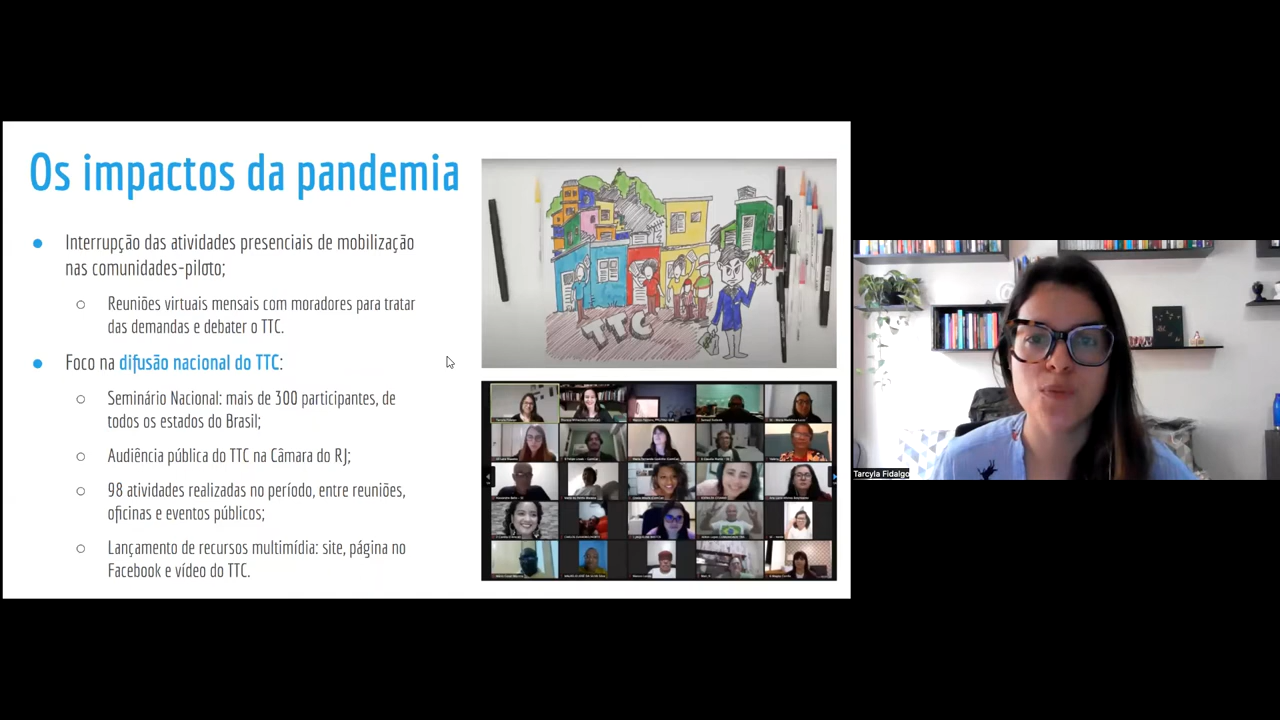 Os impactos da pandemia
● Interrupção das atividades presenciais de mobilização
nas comunidades-piloto;
○ Reuniões virtuais mensais com moradores para tratar
das demandas e debater o TTC.
● Foco na difusão nacional do TTC:
○ Seminário Nacional: mais de 300 participantes, de
todos os estados do Brasil;
○ Audiência pública do TTC na Câmara do RJ;
○ 98 atividades realizadas no período, entre reuniões,
oficinas e eventos públicos;
○ Lançamento de recursos multimídia: site, página no
Facebook e vídeo do TTC.
TTC
Tarcyla Fidalgo